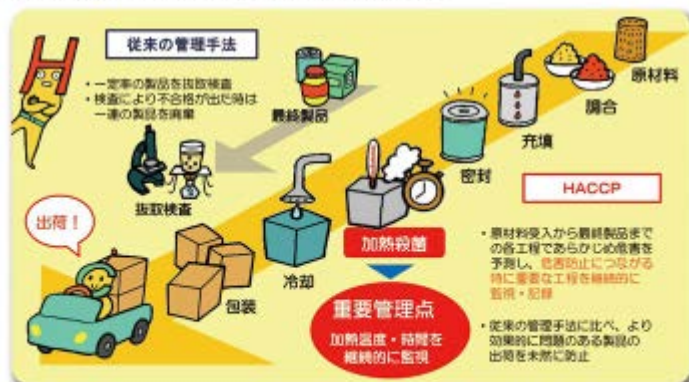 従来の管理手法
・一定率の製品を抜取検査
・検査により不合格が出た時は
一連の製品を廃棄
最終製品
抜取検査
原材料
調合
充填
密封
加熱殺菌
冷却
包装
出荷！
重要管理点
加熱温度・時間を
継続的に監視
HACCP
・原材料受入から最終製品まで
の各工程であらかじめ危害を
予測し、危害防止につながる
特に重要な工程を継続的に
監視・記録
・従来の管理手法に比べ、より
効果的に問題のある製品の
出荷を未然に防止